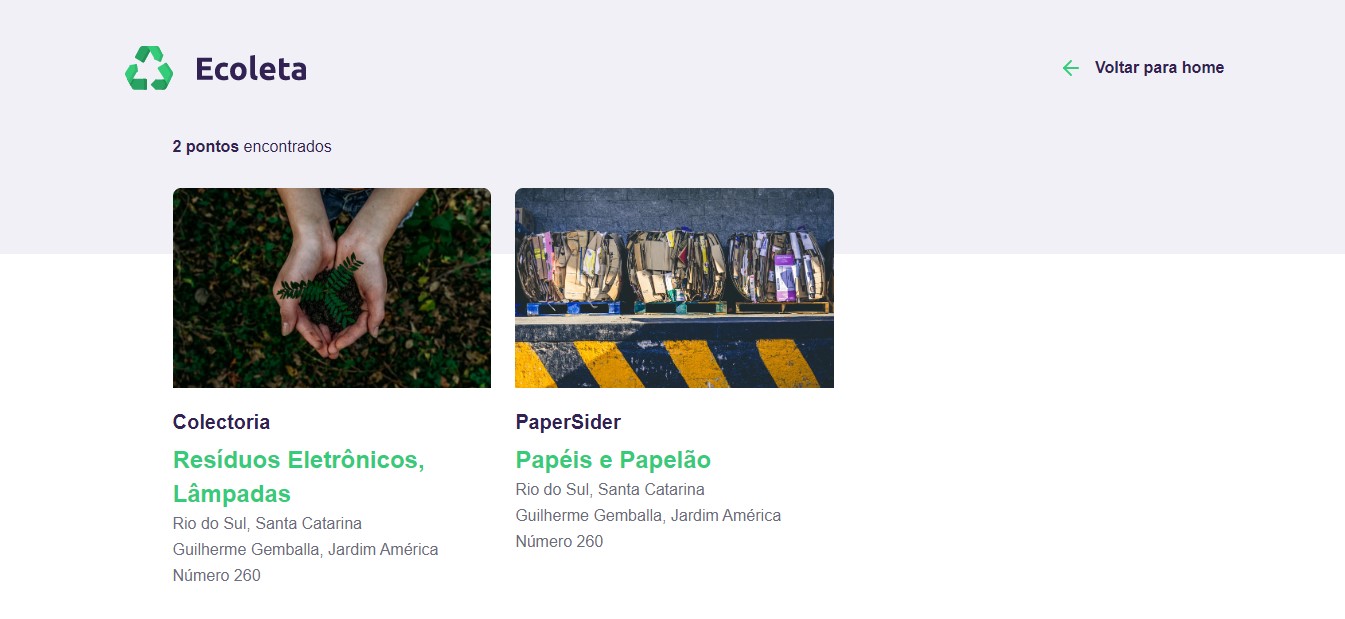 Ecoleta
Voltar para home
2 pontos encontrados
Colectoria
Resíduos Eletrônicos,
Lâmpadas
Rio do Sul, Santa Catarina
Guilherme Gemballa, Jardim América
Número 260
PaperSider
Papéis e Papelão
Rio do Sul, Santa Catarina
Guilherme Gemballa, Jardim América
Número 260